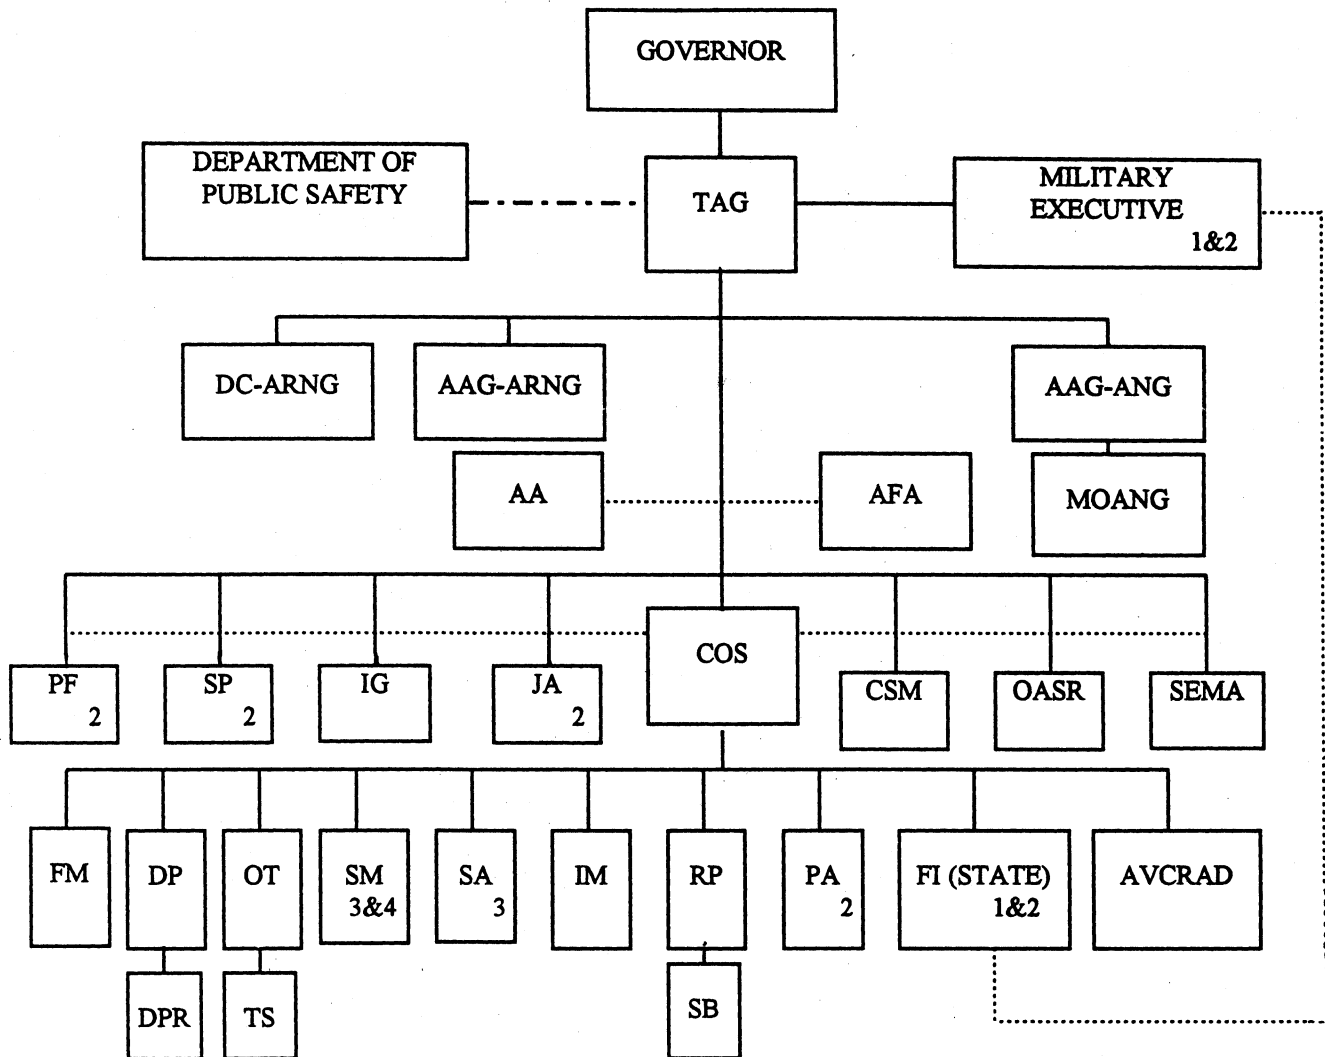 GOVERNOR
DEPARTMENT OF
PUBLIC SAFETY
TAG
MILITARY
EXECUTIVE
1&2
DC-ARNG
AAG-ARNG
AAG-ANG
AA
AFA
MOANG
PF
2
SP
2
IG
JA
2
COS
CSM
OASR
SEMA
FM
DP
OT
SM
3&4
SA
3
IM
RP
PA
2
FI (STATE)
1&2
AVCRAD
DPR
TS
SB